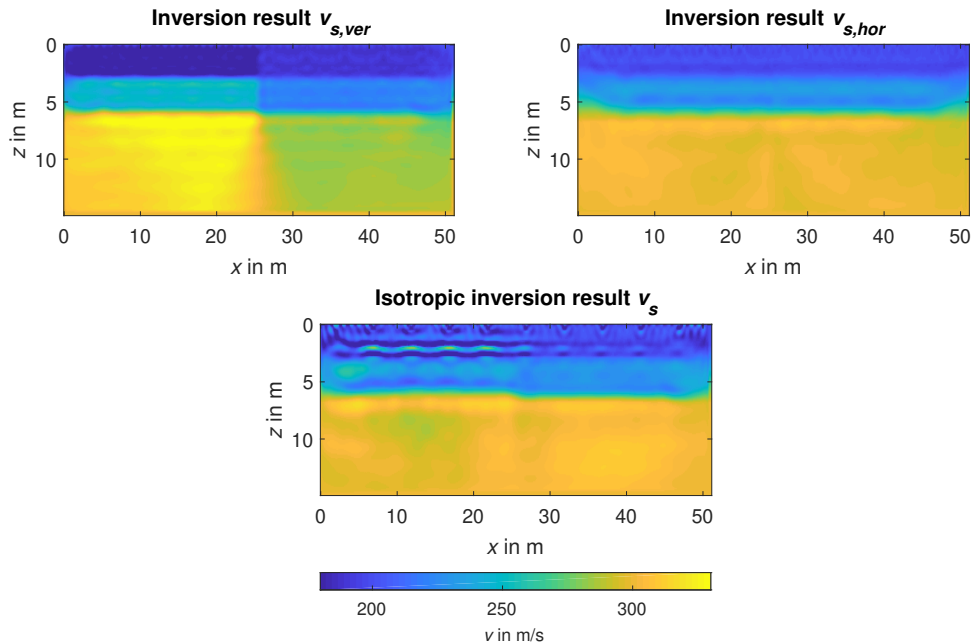 Inversion result v_s,ver
0
5
10
z in m
0 10 20 30 40 50
x in m
Inversion result v_s,hor
0
5
10
z in m
0 10 20 30 40 50
x in m
Isotropic inversion result v_s
0
5
10
z in m
0 10 20 30 40 50
x in m
200 250 300
v in m/s